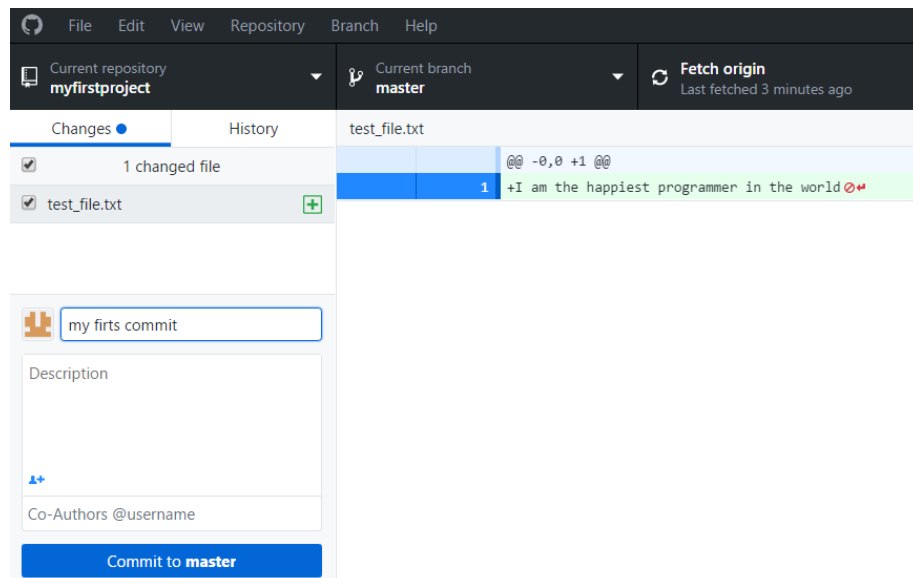 File Edit View Repository Branch Help
Current repository
myfirstproject
Current branch
master
Fetch origin
Last fetched 3 minutes ago
Changes History
test_file.txt
1 changed file
@@ -0,0 +1 @@
1 +I am the happiest programmer in the world
test_file.txt
my firts commit
Description
Co-Authors @username
Commit to master